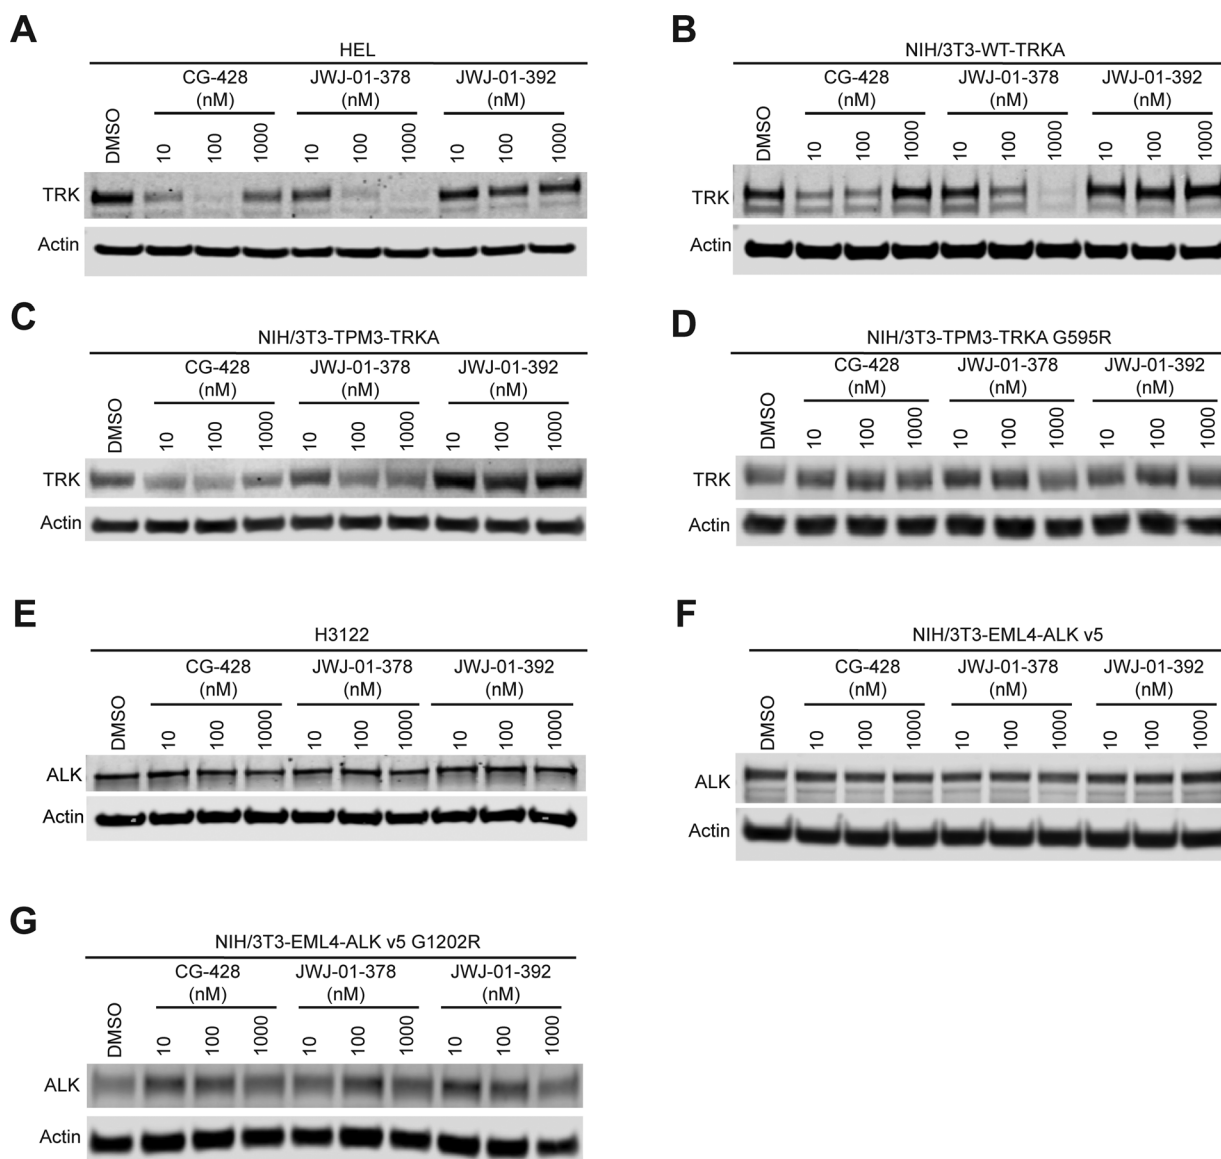 A
HEL
CG-428 JWJ-01-378 JWJ-01-392
(nM) (nM) (nM)
DMSO 10 100 1000 10 100 1000 10 100 1000
TRK
Actin
B
NIH/3T3-WT-TRKA
CG-428 JWJ-01-378 JWJ-01-392
(nM) (nM) (nM)
DMSO 10 100 1000 10 100 1000 10 100 1000
TRK
Actin
C
NIH/3T3-TPM3-TRKA
CG-428 JWJ-01-378 JWJ-01-392
(nM) (nM) (nM)
DMSO 10 100 1000 10 100 1000 10 100 1000
TRK
Actin
D
NIH/3T3-TPM3-TRKA G595R
CG-428 JWJ-01-378 JWJ-01-392
(nM) (nM) (nM)
DMSO 10 100 1000 10 100 1000 10 100 1000
TRK
Actin
E
H3122
CG-428 JWJ-01-378 JWJ-01-392
(nM) (nM) (nM)
DMSO 10 100 1000 10 100 1000 10 100 1000
ALK
Actin
F
NIH/3T3-EML4-ALK v5
CG-428 JWJ-01-378 JWJ-01-392
(nM) (nM) (nM)
DMSO 10 100 1000 10 100 1000 10 100 1000
ALK
Actin
G
NIH/3T3-EML4-ALK v5 G1202R
CG-428 JWJ-01-378 JWJ-01-392
(nM) (nM) (nM)
DMSO 10 100 1000 10 100 1000 10 100 1000
ALK
Actin